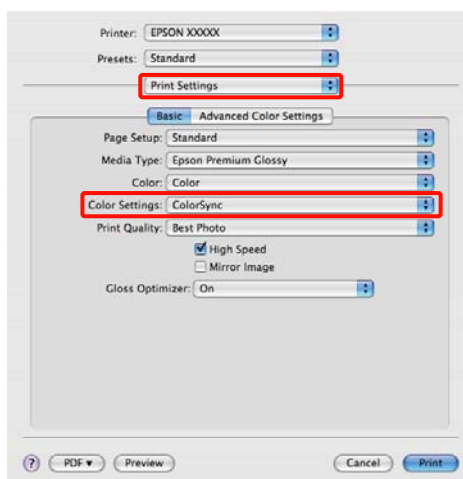 Printer: EPSON XXXXX
Presets: Standard
Print Settings
Basic Advanced Color Settings
Page Setup: Standard
Media Type: Epson Premium Glossy
Color: Color
Color Settings: ColorSync
Print Quality: Best Photo
High Speed
Mirror Image
Gloss Optimizer: On
? PDF ▾ Preview Cancel Print